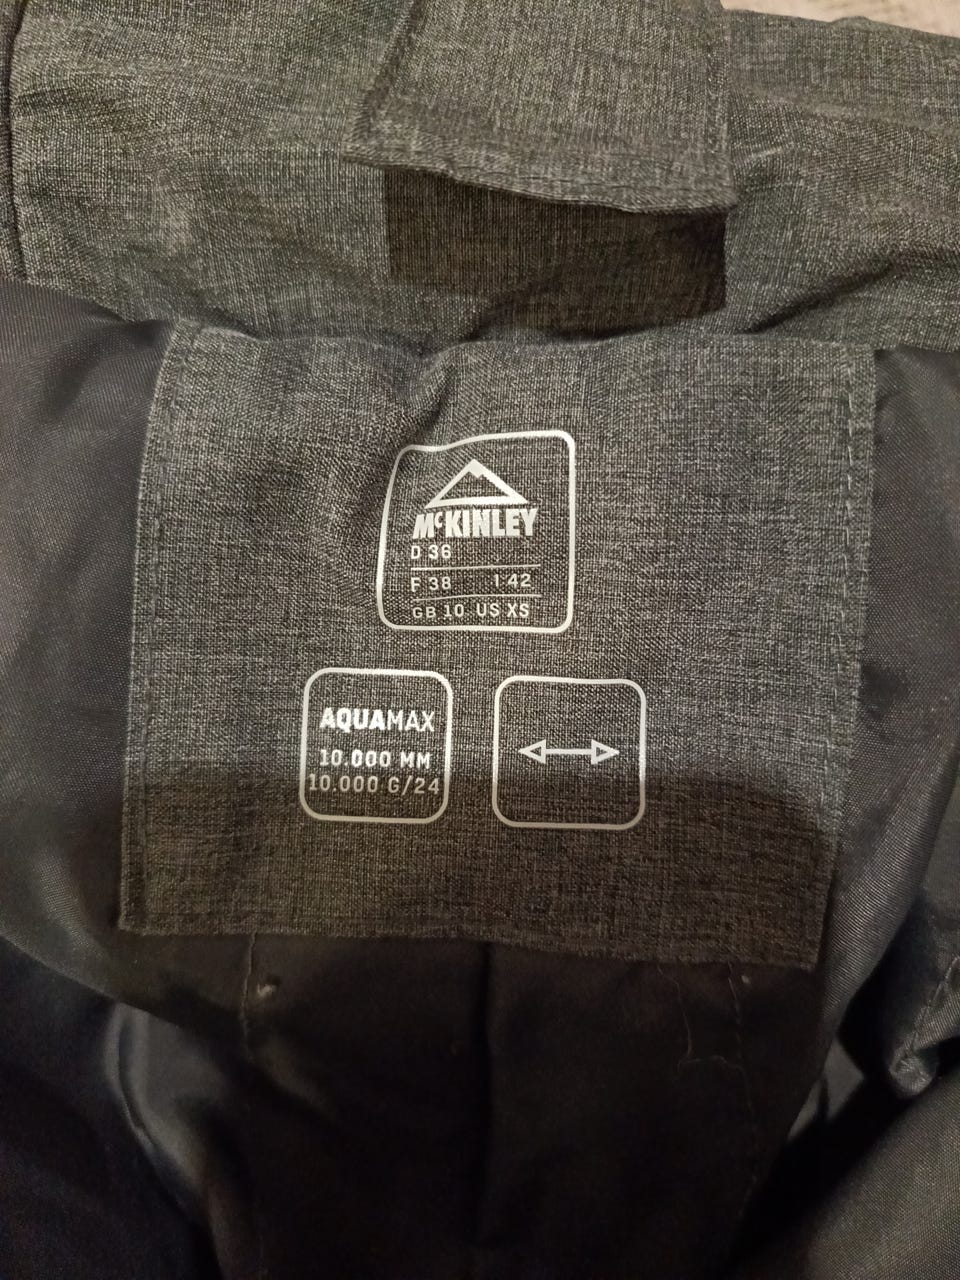 McKINLEY
D 36
F 38 I 42
GB 10 US XS
AQUAMAX
10.000 MM
10.000 G/24